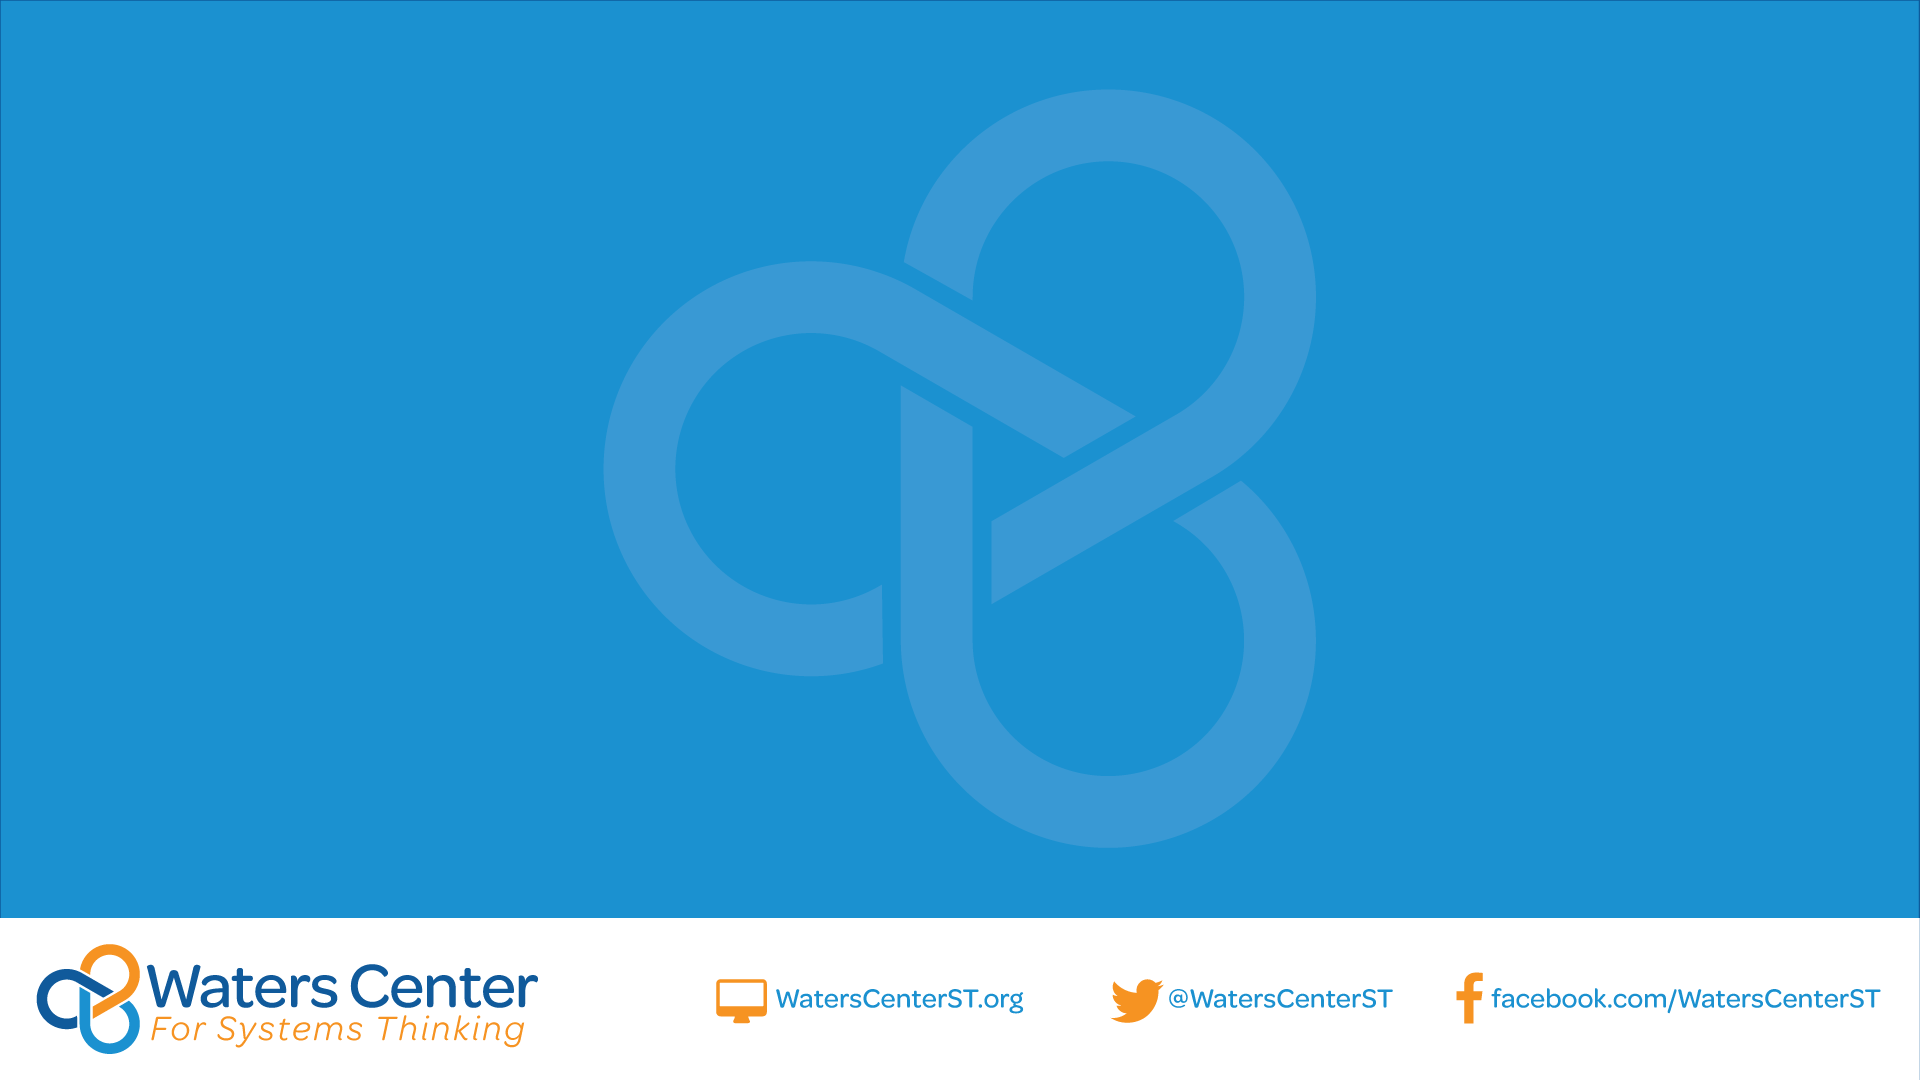 Waters Center
For Systems Thinking
WatersCenterST.org
@WatersCenterST
facebook.com/WatersCenterST